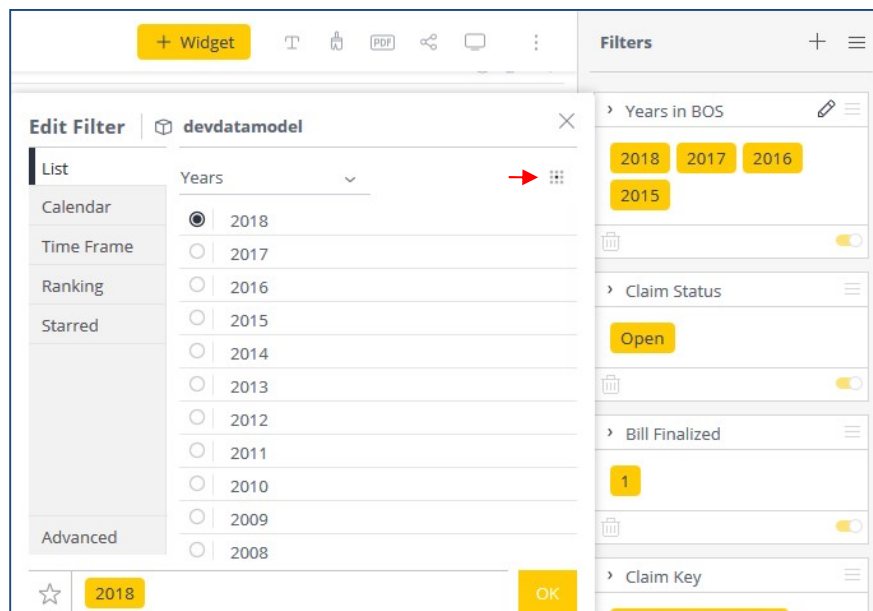 + Widget
PDF
Filters
Edit Filter
devdatamodel
List
Calendar
Time Frame
Ranking
Starred
Advanced
Years
2018
2017
2016
2015
2014
2013
2012
2011
2010
2009
2008
2018
OK
Years in BOS
2018 2017 2016
2015
Claim Status
Open
Bill Finalized
1
Claim Key